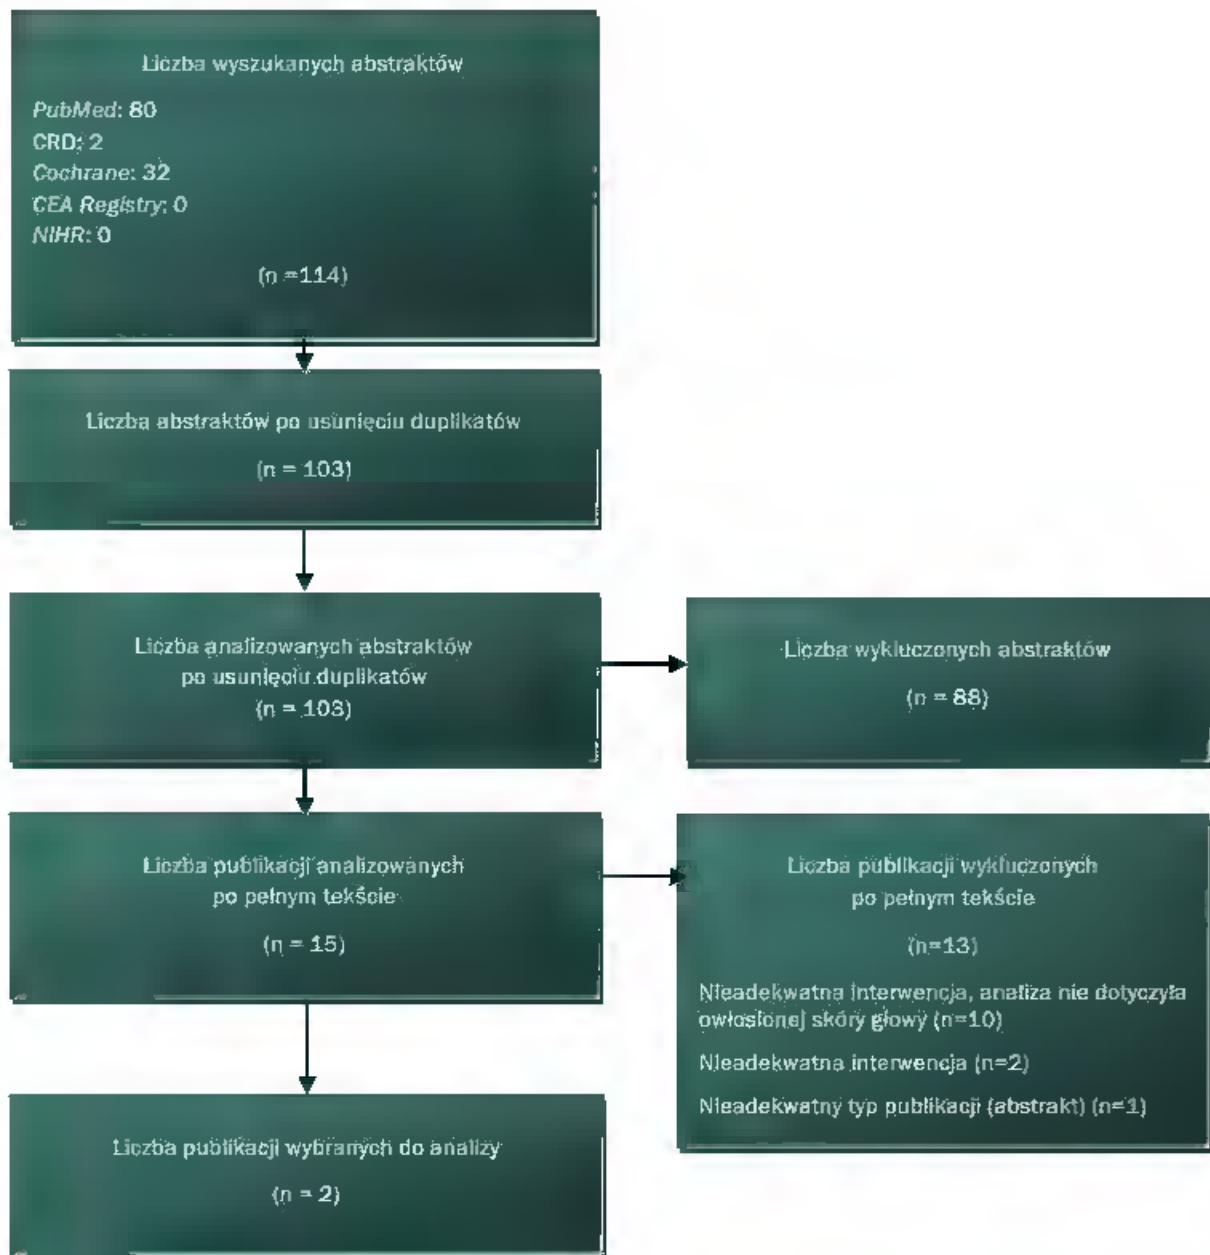 Liczba wyszukanych abstraktów
PubMed: 80
CRD: 2
Cochrane: 32
CEA Registry: 0
NIHR: 0
(n =114)
Liczba abstraktów po usunięciu duplikatów
(n = 103)
Liczba analizowanych abstraktów
po usunięciu duplikatów
(n = 103)
Liczba wykluczonych abstraktów
(n = 88)
Liczba publikacji analizowanych
po pełnym tekście
(n = 15)
Liczba publikacji wykluczonych
po pełnym tekście
(n=13)
Nieadekwatna interwencja, analiza nie dotyczyła
owłosionej skóry głowy (n=10)
Nieadekwatna interwencja (n=2)
Nieadekwatny typ publikacji (abstrakt) (n=1)
Liczba publikacji wybranych do analizy
(n = 2)